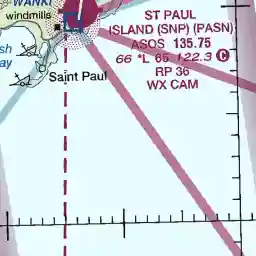 WANKI
windmills
sh
ay
Saint Paul
ST PAUL
ISLAND (SNP) (PASN)
ASOS 135.75
66 *L 65 122.3 C
RP 36
WX CAM